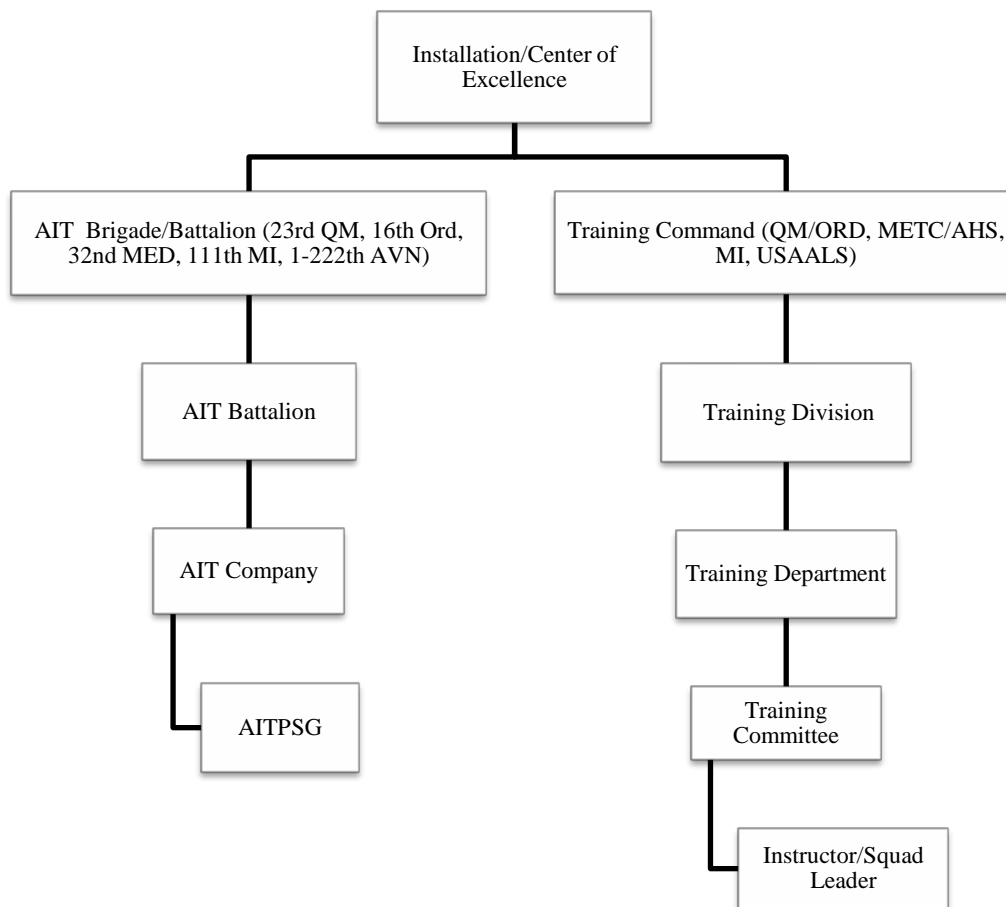 Installation/Center of
Excellence
AIT  Brigade/Battalion (23rd QM, 16th Ord,
32nd MED, 111th MI, 1-222th AVN)
Training Command (QM/ORD, METC/AHS,
MI, USAALS)
AIT Battalion
Training Division
AIT Company
Training Department
AITPSG
Training
Committee
Instructor/Squad
Leader